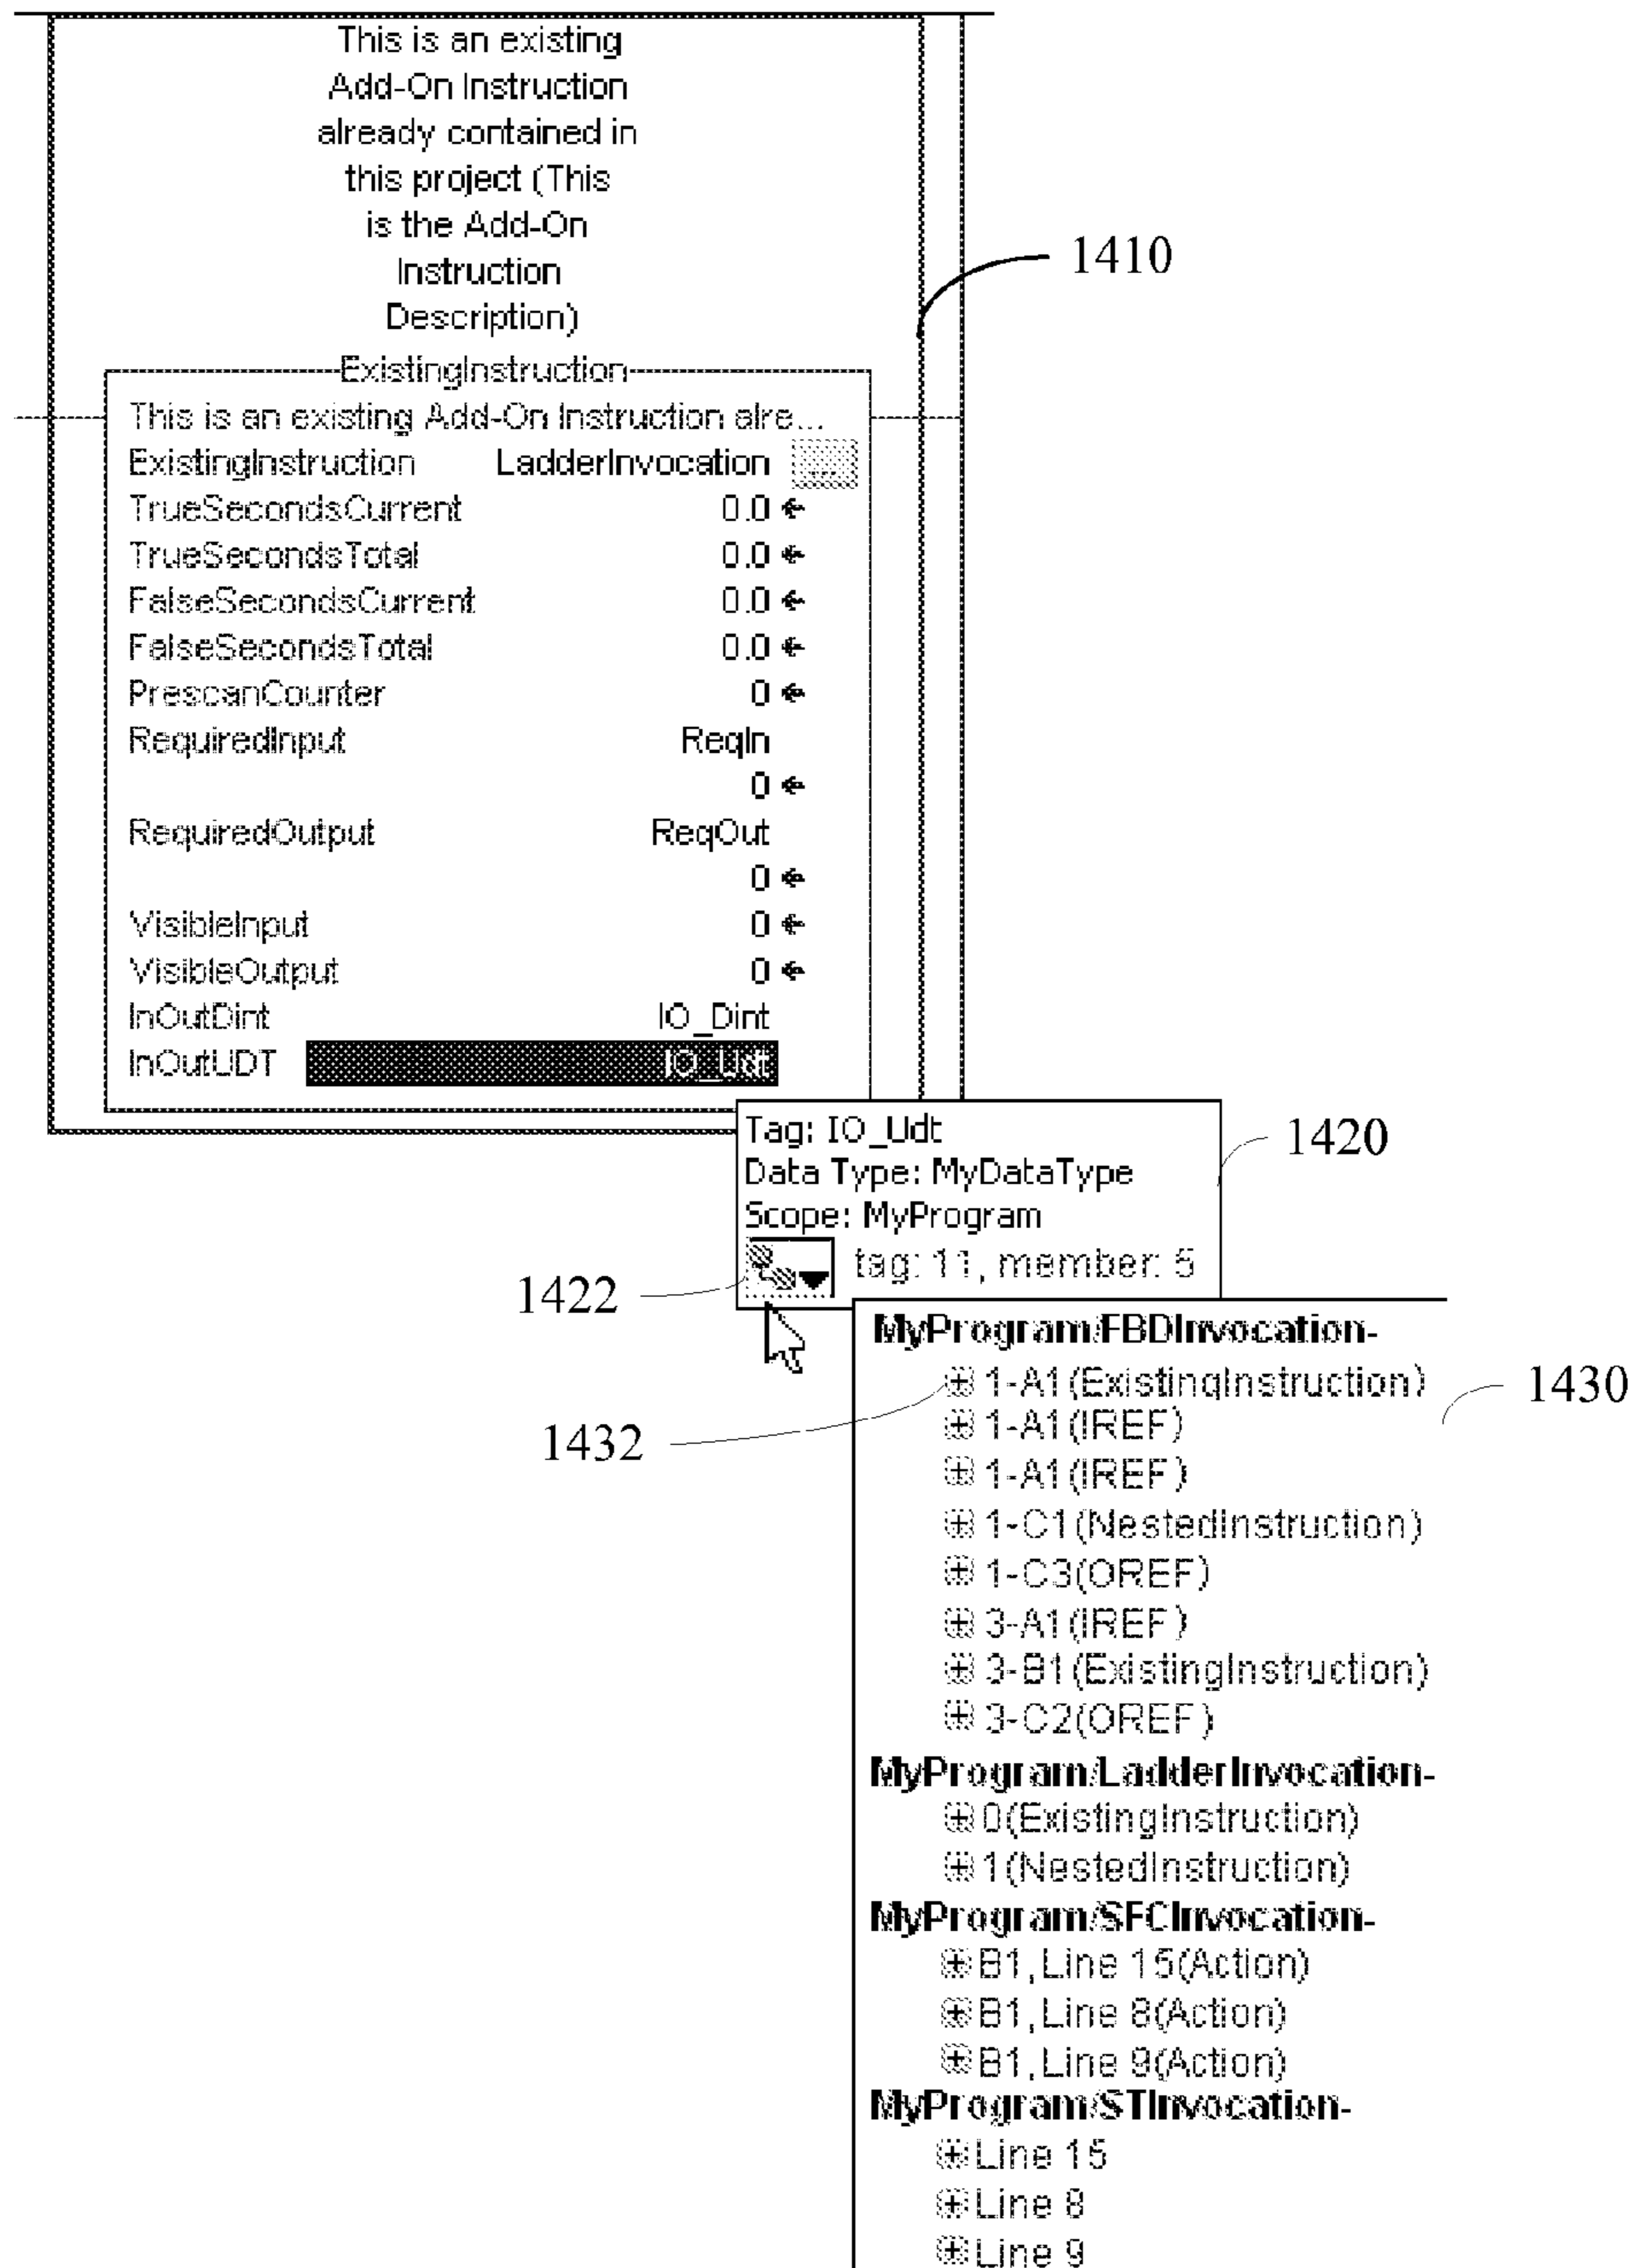 This is an existing
Add-On Instruction
already contained in
this project (This
is the Add-On
Instruction
Description)
1410
ExistingInstruction
This is an existing Add-On Instruction alre...
ExistingInstruction LadderInvocation ...
TrueSecondsCurrent 0.0
TrueSecondsTotal 0.0
FalseSecondsCurrent 0.0
FalseSecondsTotal 0.0
PrescanCounter 0
RequiredInput ReqIn
0
RequiredOutput ReqOut
0
VisibleInput 0
VisibleOutput 0
InOutDint IO_Dint
InOutUDT IO_Udt
Tag: IO_Udt
1420
Data Type: MyDataType
Scope: MyProgram
tag: 11, member: 5
1422
MyProgram/FBDInvocation-
1-A1(ExistingInstruction)
1430
1-A1(IREF)
1432
1-A1(IREF)
1-C1(NestedInstruction)
1-C3(OREF)
3-A1(IREF)
3-B1(ExistingInstruction)
3-C2(OREF)
MyProgram/LadderInvocation-
0(ExistingInstruction)
1(NestedInstruction)
MyProgram/SFCInvocation-
B1, Line 15(Action)
B1, Line 8(Action)
B1, Line 9(Action)
MyProgram/STInvocation-
Line 15
Line 8
Line 9